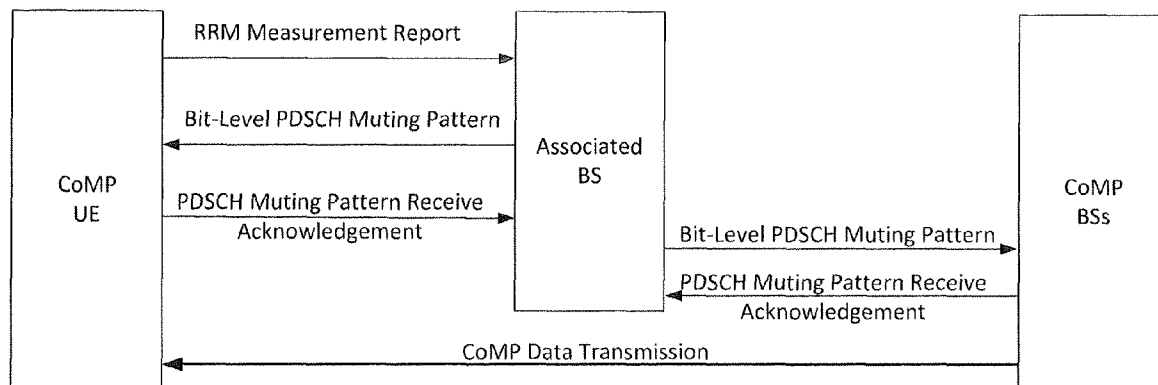 RRM Measurement Report
Bit-Level PDSCH Muting Pattern
Associated
BS
CoMP
UE
CoMP
BSs
PDSCH Muting Pattern Receive
Acknowledgement
Bit-Level PDSCH Muting Pattern
PDSCH Muting Pattern Receive
Acknowledgement
CoMP Data Transmission